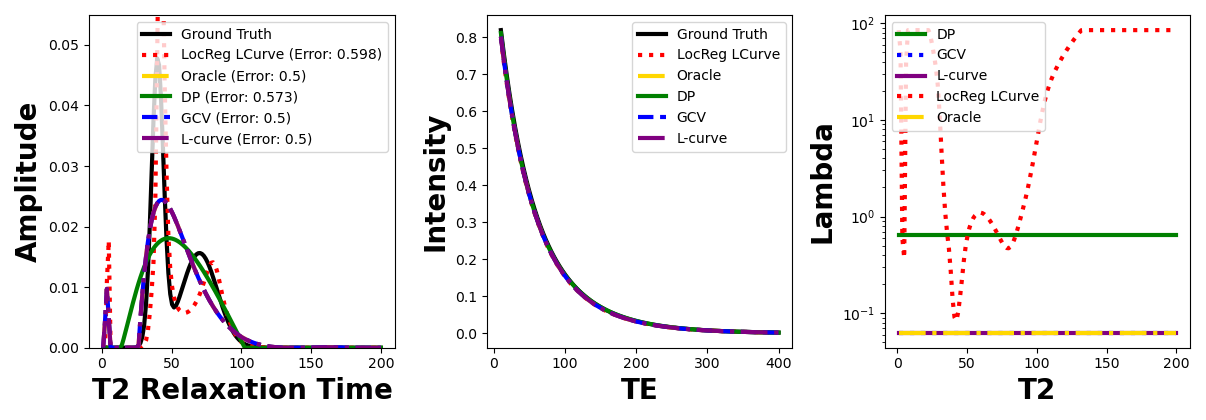 Amplitude
0.05
0.04
0.03
0.02
0.01
0.00
Ground Truth
LocReg LCurve (Error: 0.598)
Oracle (Error: 0.5)
DP (Error: 0.573)
GCV (Error: 0.5)
L-curve (Error: 0.5)
0 50 100 150 200
T2 Relaxation Time
Intensity
0.8
0.7
0.6
0.5
0.4
0.3
0.2
0.1
0.0
Ground Truth
LocReg LCurve
Oracle
DP
GCV
L-curve
0 100 200 300 400
TE
Lambda
10²
10¹
10⁰
10⁻¹
DP
GCV
L-curve
LocReg LCurve
Oracle
0 50 100 150 200
T2